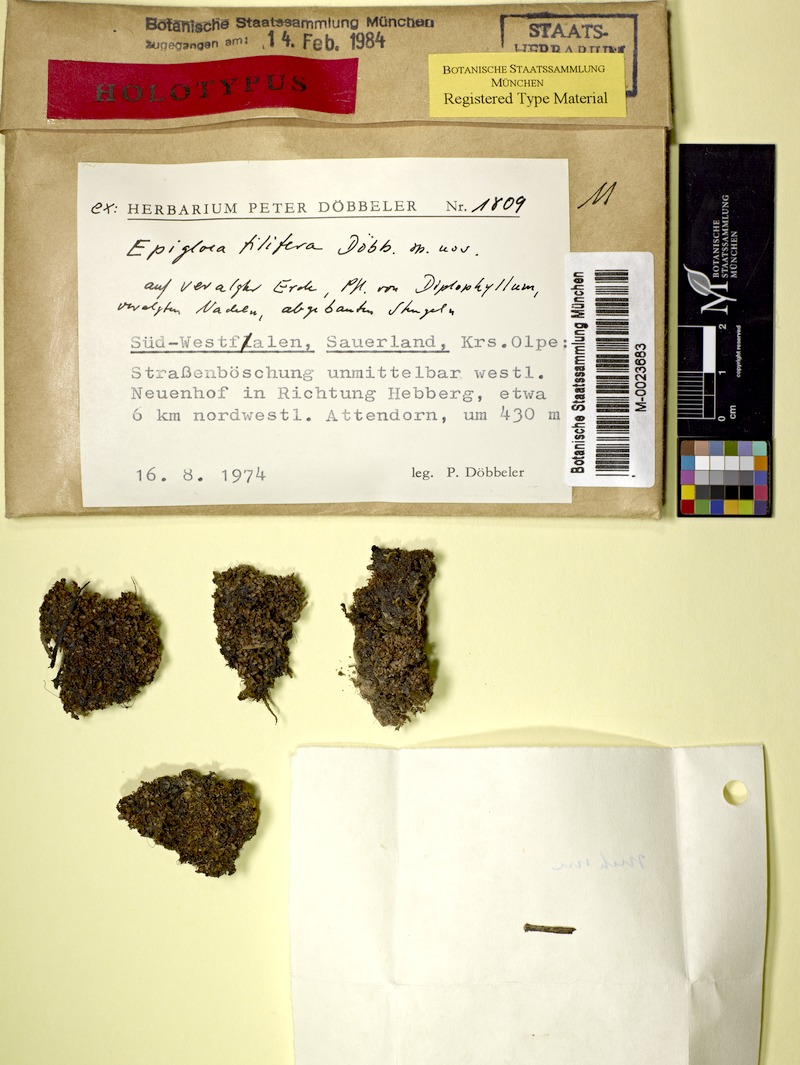 Botanische Staatssammlung München
zugegangen am: 14. Feb. 1984
STAATS-
HERBARIUM
HOLOTYPUS
BOTANISCHE STAATSSAMMLUNG
MÜNCHEN
Registered Type Material
ex: HERBARIUM PETER DÖBBELER Nr. 1809
M
Epigloea filifera Döbb. sp. nov.
auf veralgter Erde, Pfl. von Diplophyllum,
veralgten Nadeln, abgebauten Stengeln
Süd-Westfalen, Sauerland, Krs.Olpe:
Straßenböschung unmittelbar westl.
Neuenhof in Richtung Hebberg, etwa
6 km nordwestl. Attendorn, um 430 m
16. 8. 1974 leg. P. Döbbeler
Botanische Staatssammlung München
M-0023683
BOTANISCHE
STAATSSAMMLUNG
MÜNCHEN
copyright reserved
0 1 2
cm